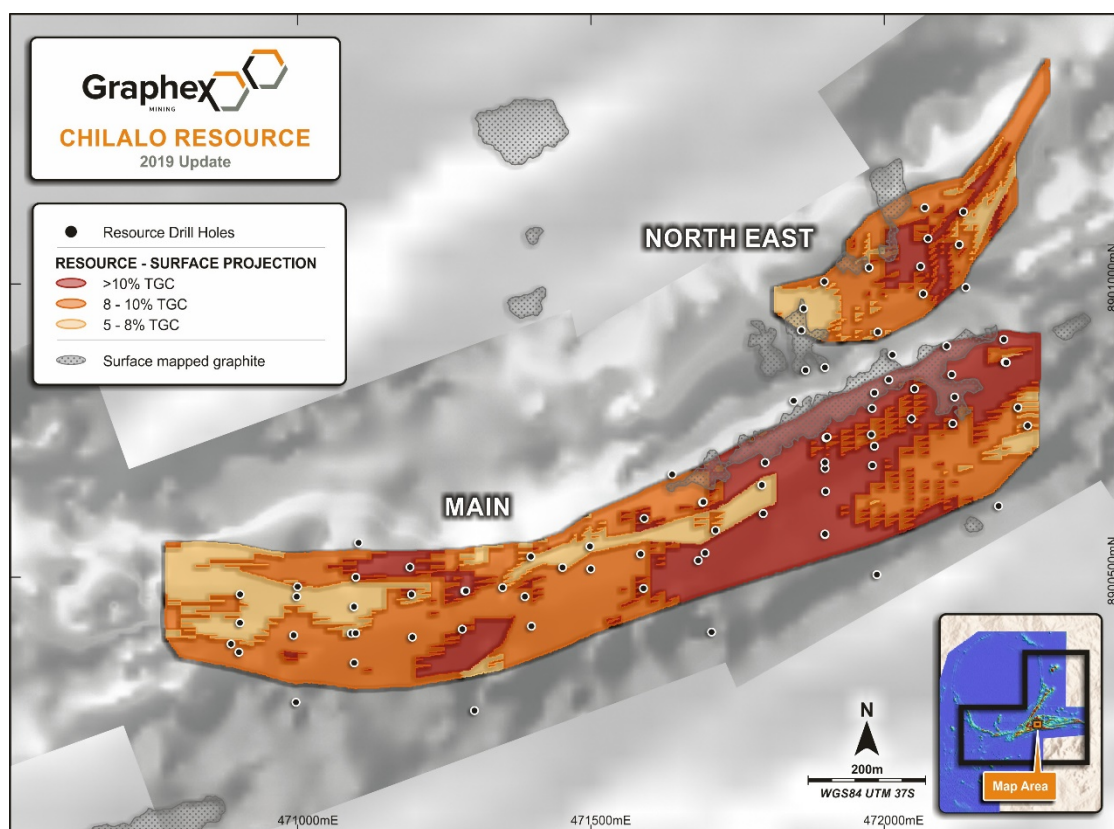 Graphex
MINING
CHILALO RESOURCE
2019 Update
Resource Drill Holes
RESOURCE - SURFACE PROJECTION
>10% TGC
8 - 10% TGC
5 - 8% TGC
Surface mapped graphite
NORTH EAST
MAIN
8901000mN
8900500mN
N
200m
WGS84 UTM 37S
Map Area
471000mE
471500mE
472000mE